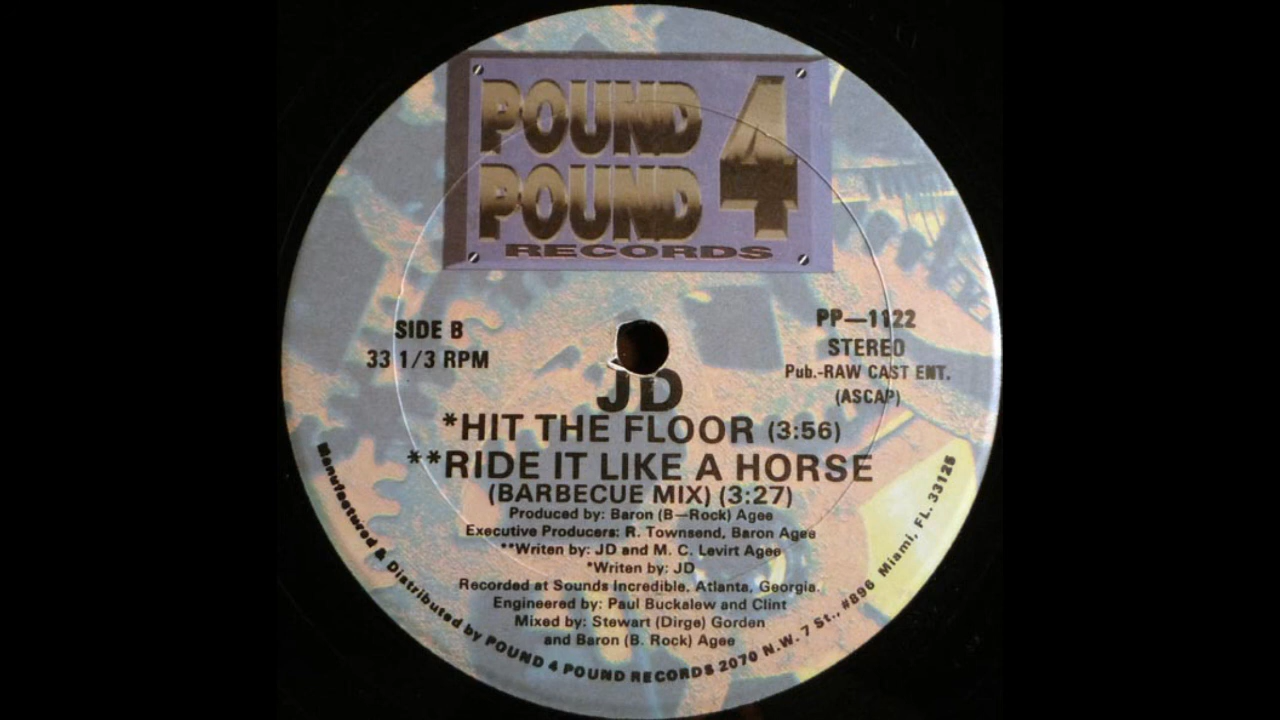 POUND 4
POUND
RECORDS
SIDE B
33 1/3 RPM
PP—1122
STEREO
Pub.-RAW CAST ENT.
(ASCAP)
JD
*HIT THE FLOOR (3:56)
**RIDE IT LIKE A HORSE
(BARBECUE MIX) (3:27)
Produced by: Baron (B—Rock) Agee
Executive Producers: R. Townsend, Baron Agee
**Writen by: JD and M. C. Levirt Agee
*Writen by: JD
Recorded at Sounds Incredible, Atlanta, Georgia.
Engineered by: Paul Buckalew and Clint
Mixed by: Stewart (Dirge) Gorden
and Baron (B. Rock) Agee
Manufactured & Distributed by POUND 4 POUND RECORDS 2070 N.W. 7 St., #896 Miami, FL. 33125